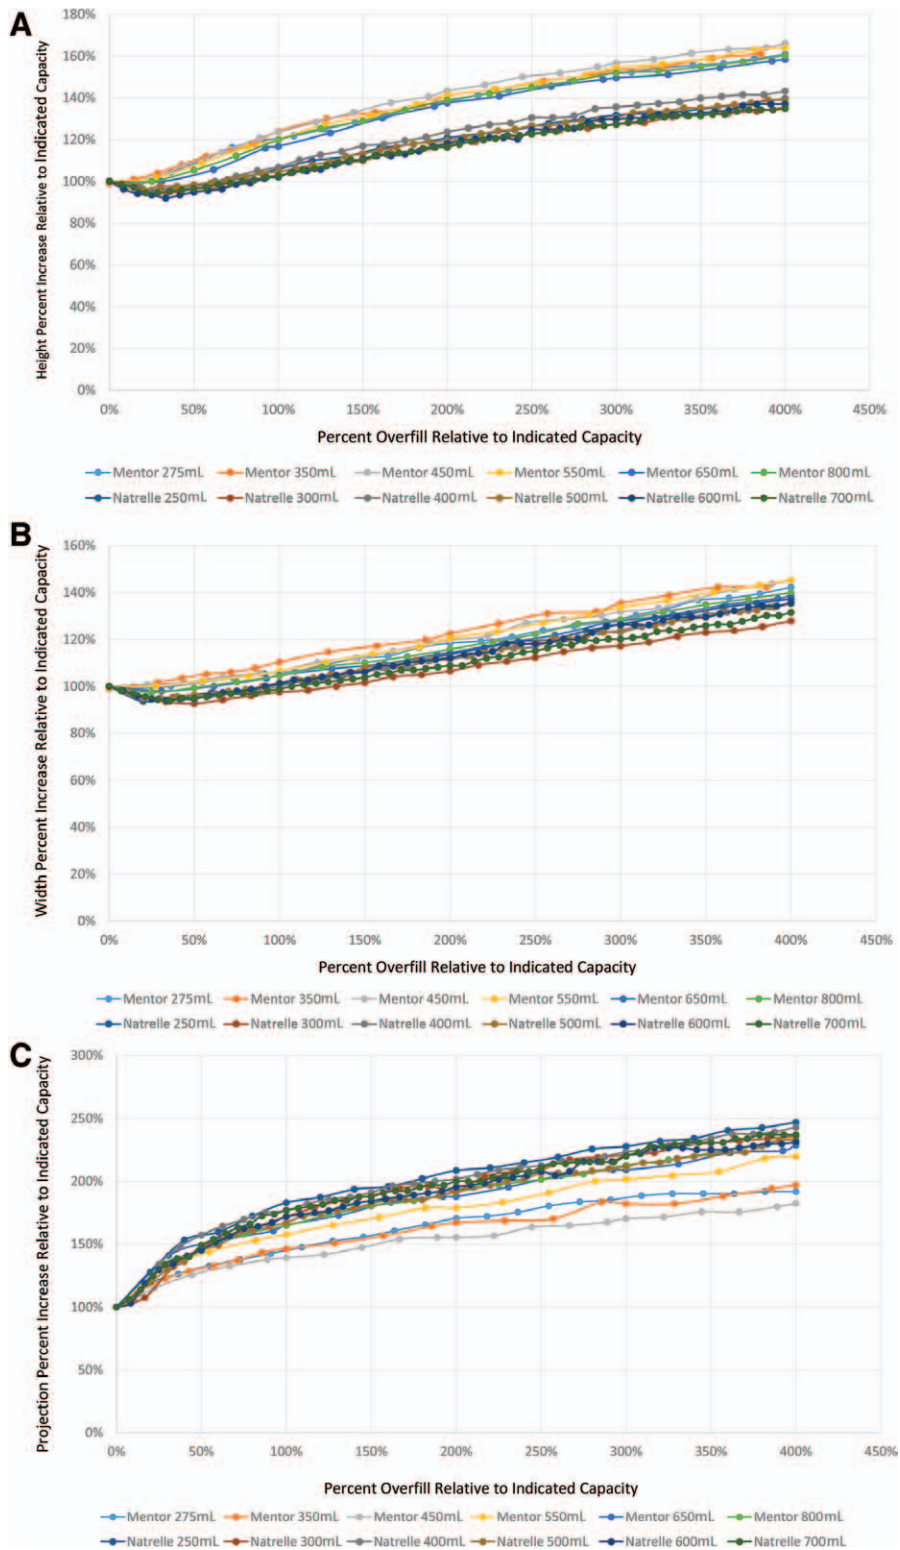 A
Height Percent Increase Relative to Indicated Capacity
180%
160%
140%
120%
100%
80%
60%
40%
20%
0%
0% 50% 100% 150% 200% 250% 300% 350% 400% 450%
Percent Overfill Relative to Indicated Capacity
Mentor 275mL Mentor 350mL Mentor 450mL Mentor 550mL Mentor 650mL Mentor 800mL
Natrelle 250mL Natrelle 300mL Natrelle 400mL Natrelle 500mL Natrelle 600mL Natrelle 700mL
B
Width Percent Increase Relative to Indicated Capacity
160%
140%
120%
100%
80%
60%
40%
20%
0%
0% 50% 100% 150% 200% 250% 300% 350% 400% 450%
Percent Overfill Relative to Indicated Capacity
Mentor 275mL Mentor 350mL Mentor 450mL Mentor 550mL Mentor 650mL Mentor 800mL
Natrelle 250mL Natrelle 300mL Natrelle 400mL Natrelle 500mL Natrelle 600mL Natrelle 700mL
C
Projection Percent Increase Relative to Indicated Capacity
300%
250%
200%
150%
100%
50%
0%
0% 50% 100% 150% 200% 250% 300% 350% 400% 450%
Percent Overfill Relative to Indicated Capacity
Mentor 275mL Mentor 350mL Mentor 450mL Mentor 550mL Mentor 650mL Mentor 800mL
Natrelle 250mL Natrelle 300mL Natrelle 400mL Natrelle 500mL Natrelle 600mL Natrelle 700mL